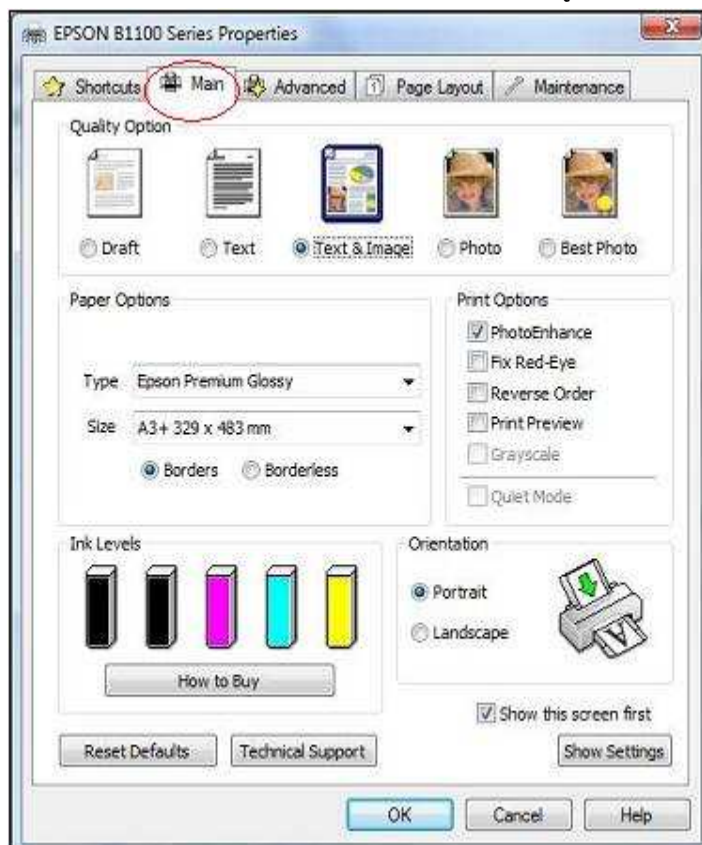 EPSON B1100 Series Properties
Shortcuts Main Advanced Page Layout Maintenance
Quality Option
Draft Text Text & Image Photo Best Photo
Paper Options
Type Epson Premium Glossy
Size A3+ 329 x 483 mm
Borders Borderless
Print Options
PhotoEnhance
Fix Red-Eye
Reverse Order
Print Preview
Grayscale
Quiet Mode
Ink Levels
How to Buy
Orientation
Portrait
Landscape
Show this screen first
Reset Defaults Technical Support Show Settings
OK Cancel Help